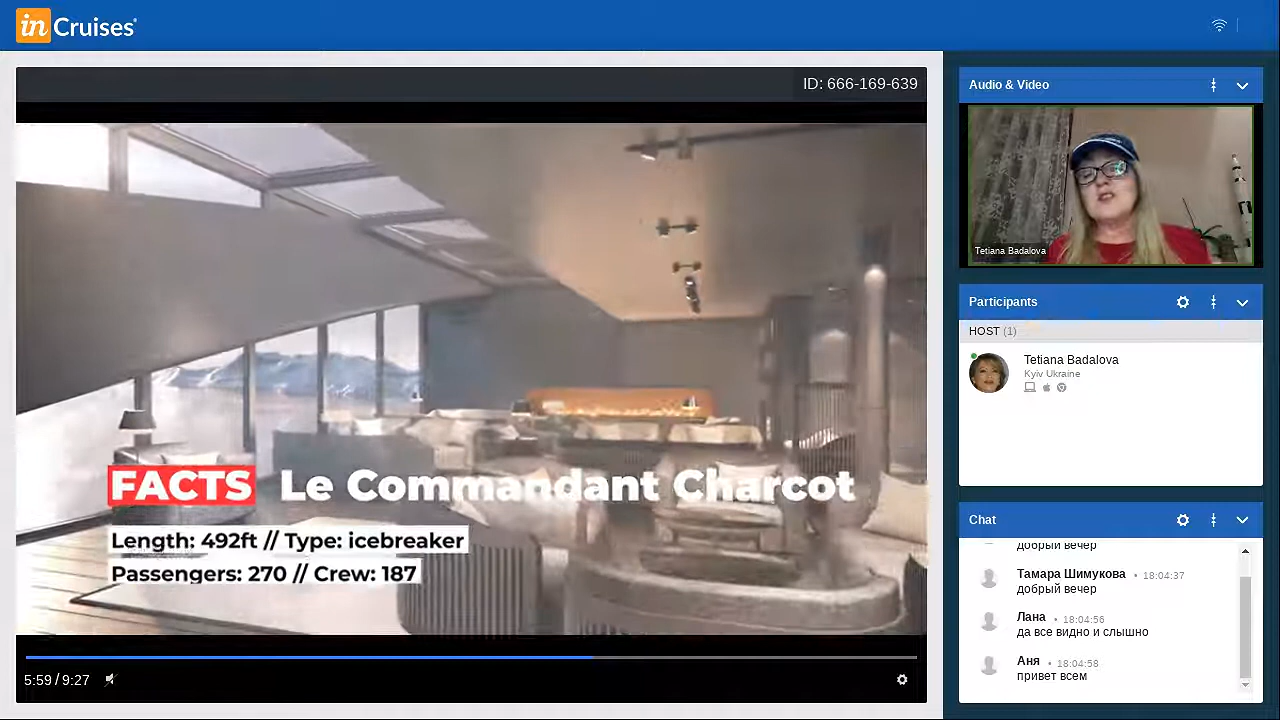 in Cruises
ID: 666-169-639
FACTS Le Commandant Charcot
Length: 492ft // Type: icebreaker
Passengers: 270 // Crew: 187
5:59 / 9:27
Audio & Video
Tetiana Badalova
Participants
HOST (1)
Tetiana Badalova
Kyiv Ukraine
Chat
добрый вечер
Тамара Шимукова • 18:04:37
добрый вечер
Лана • 18:04:56
да все видно и слышно
Аня • 18:04:58
привет всем